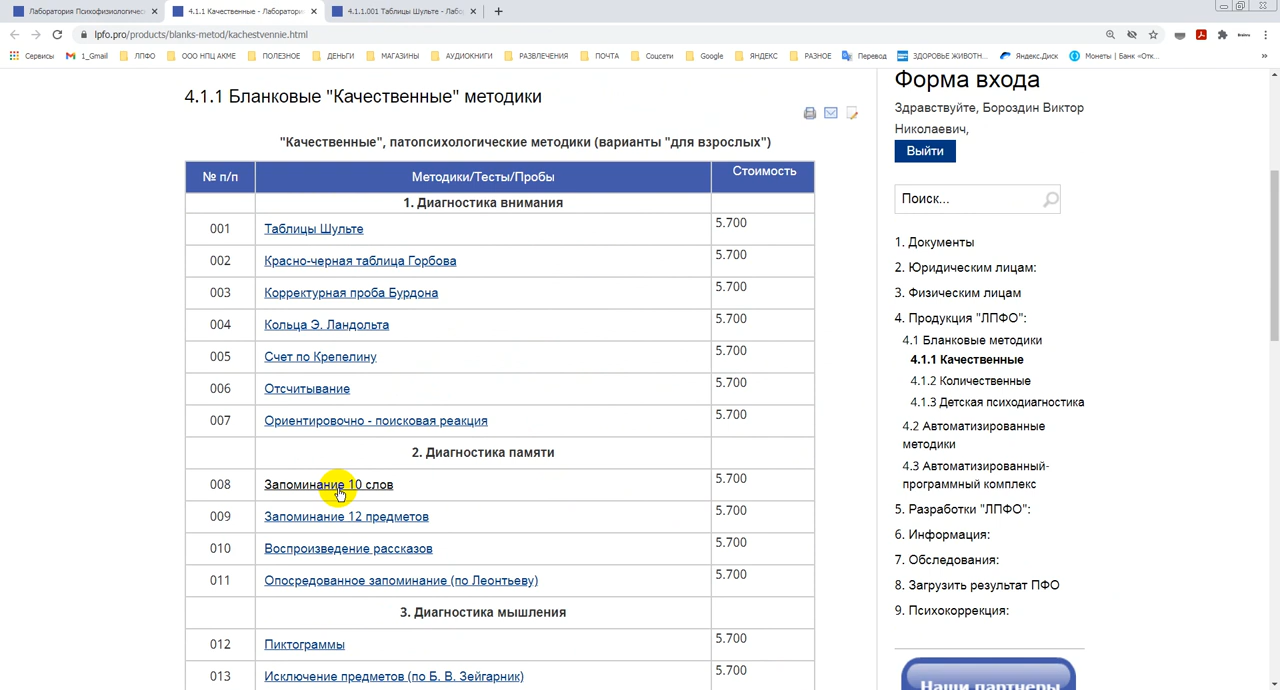 Лаборатория Психофизиологичес
4.1.1 Качественные - Лаборатори
4.1.1.001 Таблицы Шульте - Лабо
lpfo.pro/products/blanks-metod/kachestvennie.html
Сервисы
1_Gmail
ЛПФО
ООО НПЦ АКМЕ
ПОЛЕЗНОЕ
ДЕНЬГИ
МАГАЗИНЫ
АУДИОКНИГИ
РАЗВЛЕЧЕНИЯ
ПОЧТА
Соцсети
Google
ЯНДЕКС
РАЗНОЕ
Перевод
ЗДОРОВЬЕ ЖИВОТН...
Яндекс.Диск
Монеты | Банк «Отк...
4.1.1 Бланковые "Качественные" методики
"Качественные", патопсихологические методики (варианты "для взрослых")
№ п/п Методики/Тесты/Пробы Стоимость
1. Диагностика внимания
001 Таблицы Шульте 5.700
002 Красно-черная таблица Горбова 5.700
003 Корректурная проба Бурдона 5.700
004 Кольца Э. Ландольта 5.700
005 Счет по Крепелину 5.700
006 Отсчитывание 5.700
007 Ориентировочно - поисковая реакция 5.700
2. Диагностика памяти
008 Запоминание 10 слов 5.700
009 Запоминание 12 предметов 5.700
010 Воспроизведение рассказов 5.700
011 Опосредованное запоминание (по Леонтьеву) 5.700
3. Диагностика мышления
012 Пиктограммы 5.700
013 Исключение предметов (по Б. В. Зейгарник) 5.700
Форма входа
Здравствуйте, Бороздин Виктор
Николаевич,
Выйти
Поиск...
1. Документы
2. Юридическим лицам:
3. Физическим лицам
4. Продукция "ЛПФО":
4.1 Бланковые методики
4.1.1 Качественные
4.1.2 Количественные
4.1.3 Детская психодиагностика
4.2 Автоматизированные
методики
4.3 Автоматизированный-
программный комплекс
5. Разработки "ЛПФО":
6. Информация:
7. Обследования:
8. Загрузить результат ПФО
9. Психокоррекция:
Наши партнеры